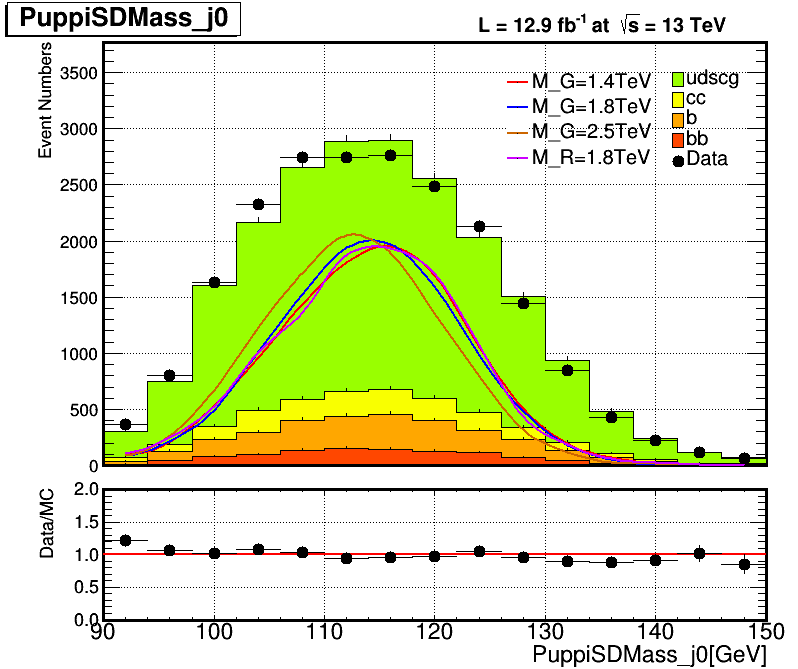 PuppiSDMass_j0
L = 12.9 fb⁻¹ at √s = 13 TeV
Event Numbers
3500
3000
2500
2000
1500
1000
500
0
M_G=1.4TeV
M_G=1.8TeV
M_G=2.5TeV
M_R=1.8TeV
udscg
cc
b
bb
Data
Data/MC
2.0
1.5
1.0
0.5
0.0
90 100 110 120 130 140 150
PuppiSDMass_j0[GeV]